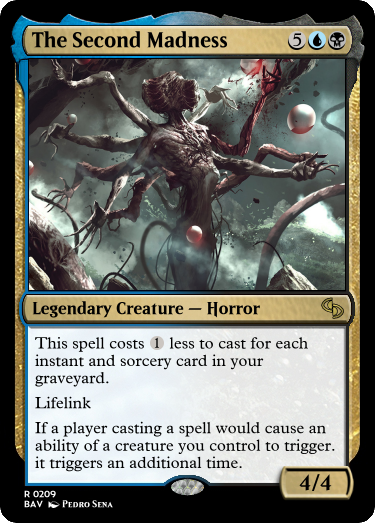 The Second Madness 5
This spell costs 1 less to cast for each
instant and sorcery card in your
graveyard.
Lifelink
If a player casting a spell would cause an
ability of a creature you control to trigger.
it triggers an additional time.
Legendary Creature — Horror
4/4
R 0209
BAV PEDRO SENA